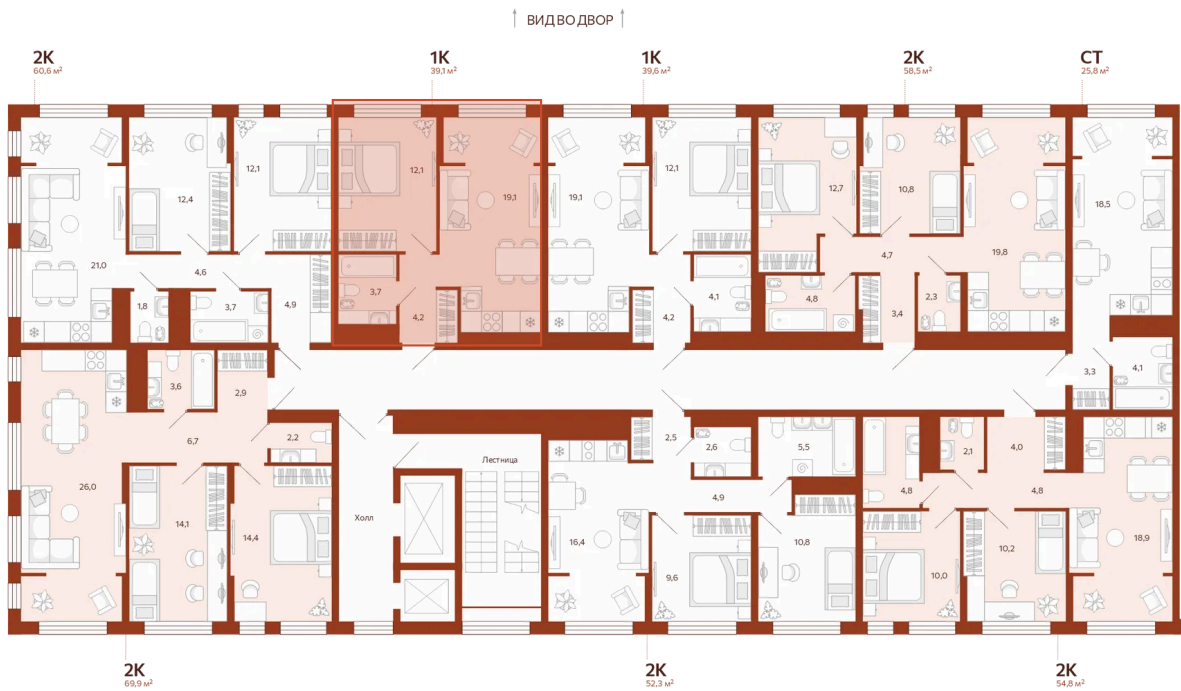 ВИД ВО ДВОР
2К
60,6 м²
1К
39,1 м²
1К
39,6 м²
2К
58,5 м²
СТ
25,8 м²
12,4
12,1
12,1
19,1
19,1
12,1
12,7
10,8
18,5
21,0
4,6
4,7
19,8
1,8
3,7
4,9
3,7
4,2
4,2
4,1
4,8
3,4
2,3
3,3
4,1
3,6
2,9
6,7
2,2
2,5
2,6
5,5
2,1
4,0
Лестница
26,0
14,1
14,4
Холл
4,9
4,8
4,8
16,4
9,6
10,8
10,0
10,2
18,9
2К
69,9 м²
2К
52,3 м²
2К
54,8 м²